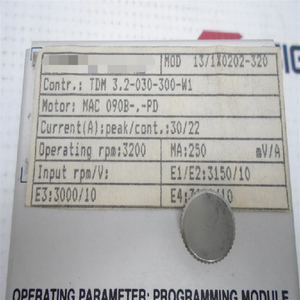 MOD 13/1X0202-320
Contr.: TDM 3.2-030-300-W1
Motor: MAC 090B-.-PD
Current(A):peak/cont.:30/22
Operating rpm:3200 MA:250 mV/A
Input rpm/V: E1/E2:3150/10
E3:3000/10 E4:
OPERATING PARAMETER: PROGRAMMING MODULE